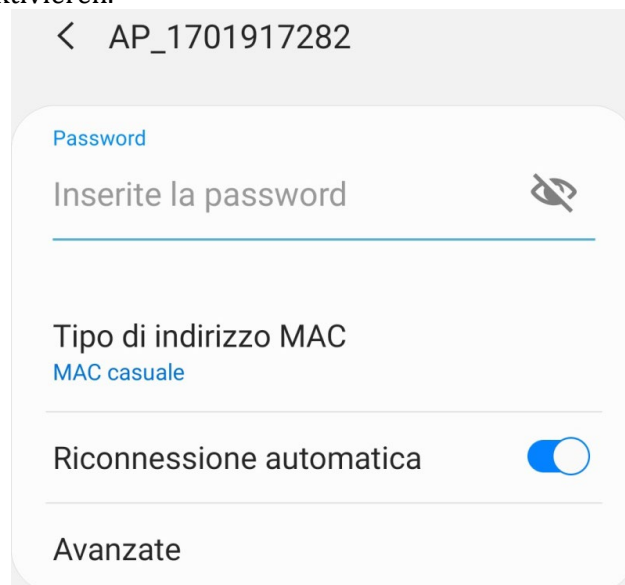 AP_1701917282
Password
Inserite la password
Tipo di indirizzo MAC
MAC casuale
Riconnessione automatica
Avanzate